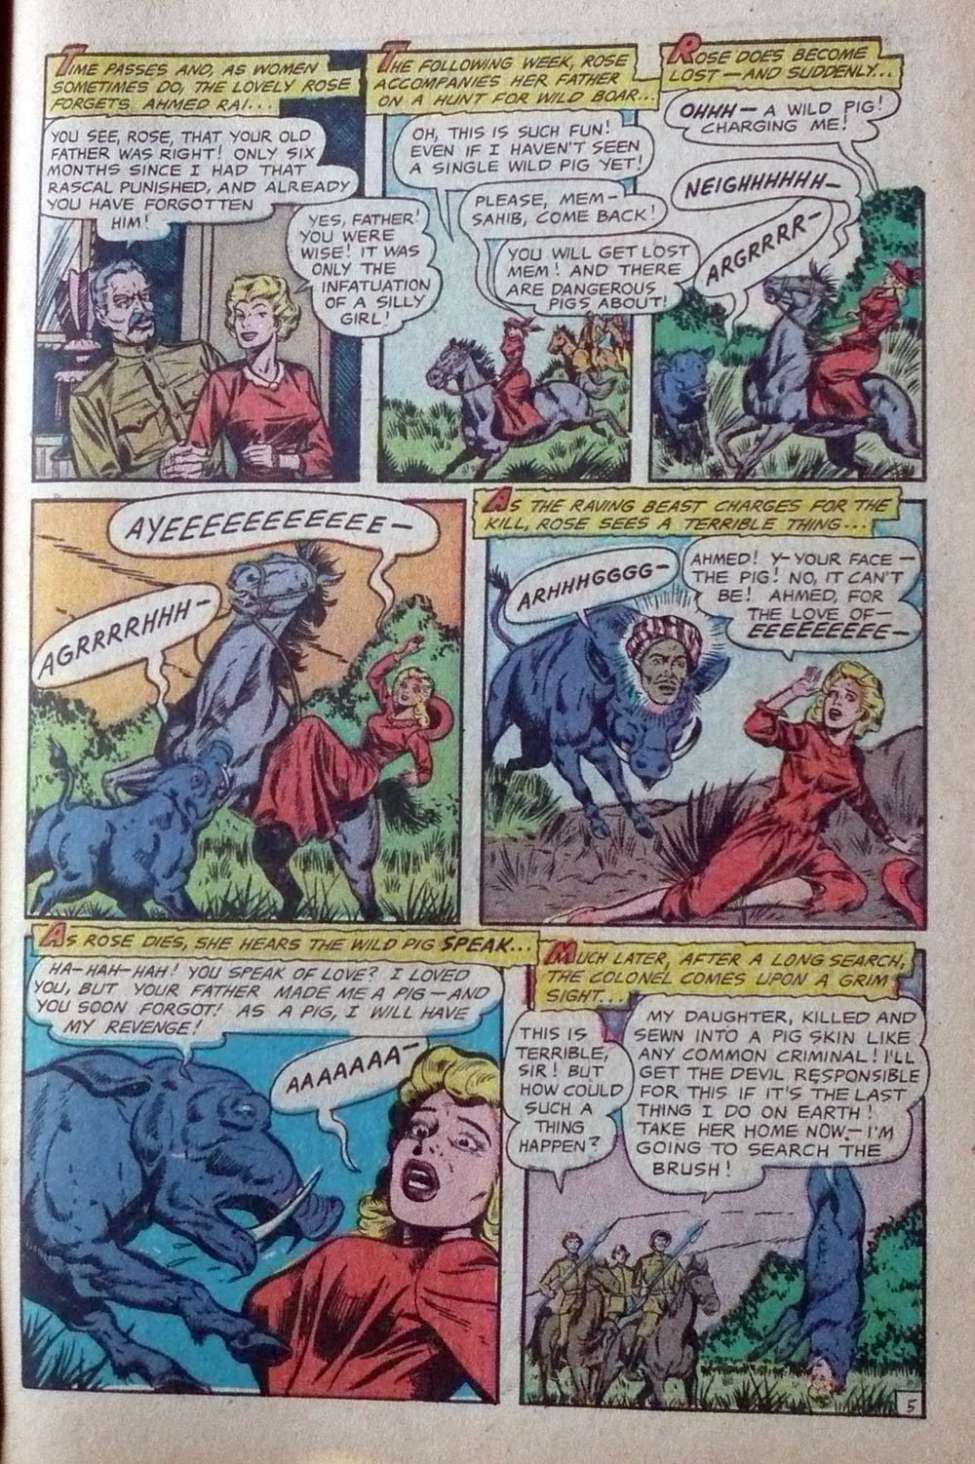 TIME PASSES AND, AS WOMEN
SOMETIMES DO, THE LOVELY ROSE
FORGETS AHMED RAI...
YOU SEE, ROSE, THAT YOUR OLD
FATHER WAS RIGHT! ONLY SIX
MONTHS SINCE I HAD THAT
RASCAL PUNISHED, AND ALREADY
YOU HAVE FORGOTTEN
HIM!
YES, FATHER!
YOU WERE
WISE! IT WAS
ONLY THE
INFATUATION
OF A SILLY
GIRL!
THE FOLLOWING WEEK, ROSE
ACCOMPANIES HER FATHER
ON A HUNT FOR WILD BOAR...
OH, THIS IS SUCH FUN!
EVEN IF I HAVEN'T SEEN
A SINGLE WILD PIG YET!
PLEASE, MEM-
SAHIB, COME BACK!
YOU WILL GET LOST
MEM! AND THERE
ARE DANGEROUS
PIGS ABOUT!
ROSE DOES BECOME
LOST—AND SUDDENLY...
OHHH— A WILD PIG!
CHARGING ME!
NEIGHHHHHH—
ARGRRRR—
AYEEEEEEEEEEEE—
AGRRRRHHH—
AS THE RAVING BEAST CHARGES FOR THE
KILL, ROSE SEES A TERRIBLE THING...
ARHHHGGGG—
AHMED! Y-YOUR FACE—
THE PIG! NO, IT CAN'T
BE! AHMED, FOR
THE LOVE OF—
EEEEEEEEE—
AS ROSE DIES, SHE HEARS THE WILD PIG SPEAK...
HA-HAH-HAH! YOU SPEAK OF LOVE? I LOVED
YOU, BUT YOUR FATHER MADE ME A PIG—AND
YOU SOON FORGOT! AS A PIG, I WILL HAVE
MY REVENGE!
AAAAAAA—
MUCH LATER, AFTER A LONG SEARCH,
THE COLONEL COMES UPON A GRIM
SIGHT...
THIS IS
TERRIBLE,
SIR! BUT
HOW COULD
SUCH A
THING
HAPPEN?
MY DAUGHTER, KILLED AND
SEWN INTO A PIG SKIN LIKE
ANY COMMON CRIMINAL! I'LL
GET THE DEVIL RESPONSIBLE
FOR THIS IF IT'S THE LAST
THING I DO ON EARTH!
TAKE HER HOME NOW—I'M
GOING TO SEARCH THE
BRUSH!
5